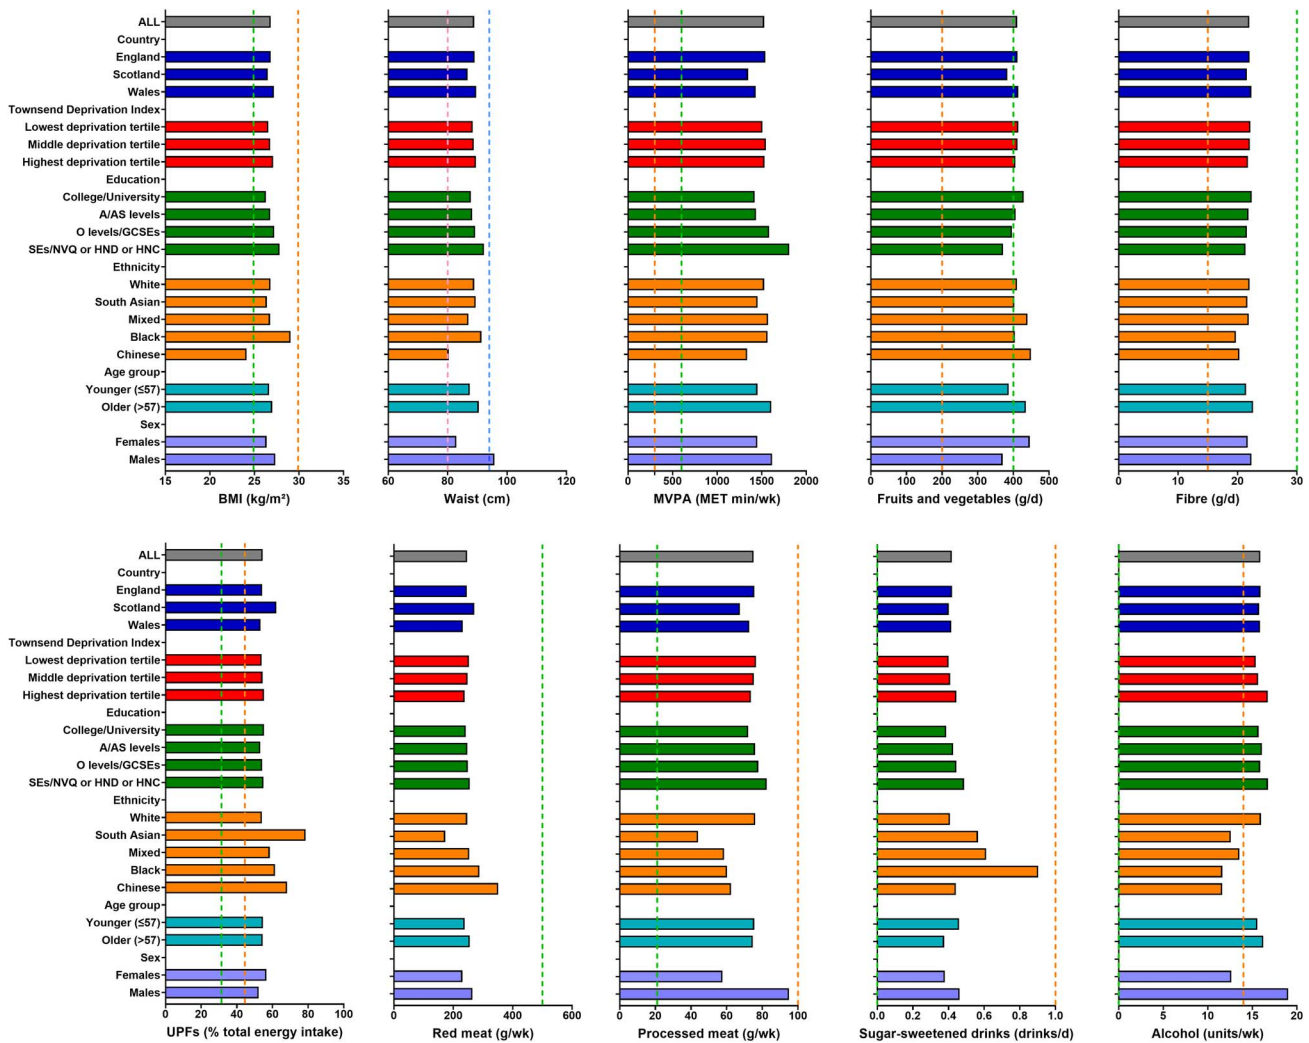 ALL
Country
England
Scotland
Wales
Townsend Deprivation Index
Lowest deprivation tertile
Middle deprivation tertile
Highest deprivation tertile
Education
College/University
A/AS levels
O levels/GCSEs
SEs/NVQ or HND or HNC
Ethnicity
White
South Asian
Mixed
Black
Chinese
Age group
Younger (≤57)
Older (>57)
Sex
Females
Males
15 20 25 30 35 60 80 100 120 0 500 1000 1500 2000 0 100 200 300 400 500 0 10 20 30
BMI (kg/m²) Waist (cm) MVPA (MET min/wk) Fruits and vegetables (g/d) Fibre (g/d)
ALL
Country
England
Scotland
Wales
Townsend Deprivation Index
Lowest deprivation tertile
Middle deprivation tertile
Highest deprivation tertile
Education
College/University
A/AS levels
O levels/GCSEs
SEs/NVQ or HND or HNC
Ethnicity
White
South Asian
Mixed
Black
Chinese
Age group
Younger (≤57)
Older (>57)
Sex
Females
Males
0 20 40 60 80 100 0 200 400 600 0 20 40 60 80 100 0.0 0.2 0.4 0.6 0.8 1.0 0 5 10 15 20
UPFs (% total energy intake) Red meat (g/wk) Processed meat (g/wk) Sugar-sweetened drinks (drinks/d) Alcohol (units/wk)